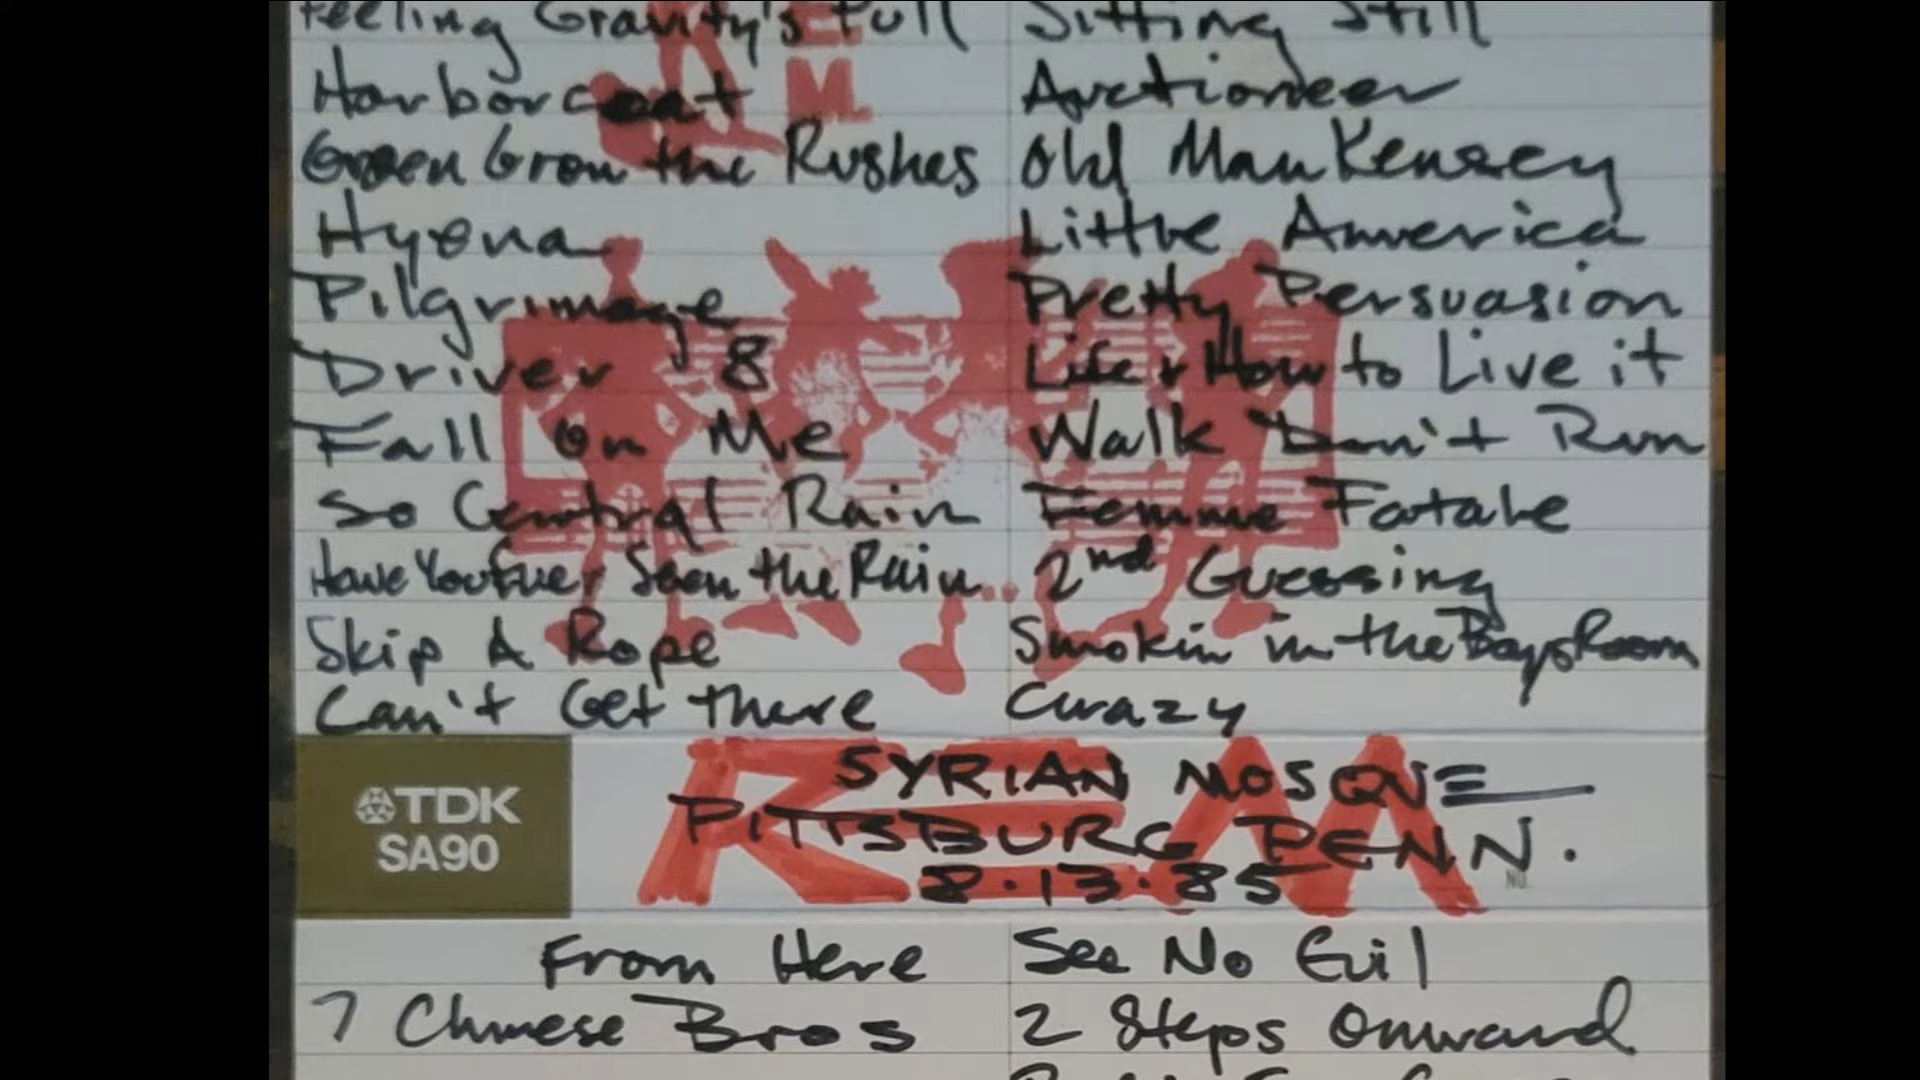 Feeling Gravity's Pull
Harborcoat
Green Grow the Rushes
Hyena
Pilgrimage
Driver 8
Fall on Me
So Central Rain
Have You Ever Seen the Rain..
Skip A Rope
Can't Get There
Sitting Still
Auctioneer
Old Man Kensey
Little America
Pretty Persuasion
Life + How to Live it
Walk Don't Run
Femme Fatale
2nd Guessing
Smokin in the Boys Room
Crazy
R.E.M.
TDK
SA90
REM
SYRIAN MOSQUE
PITTSBURG PENN.
8.13.85
NO.
From Here
7 Chinese Bros
See No Evil
2 Steps Onward